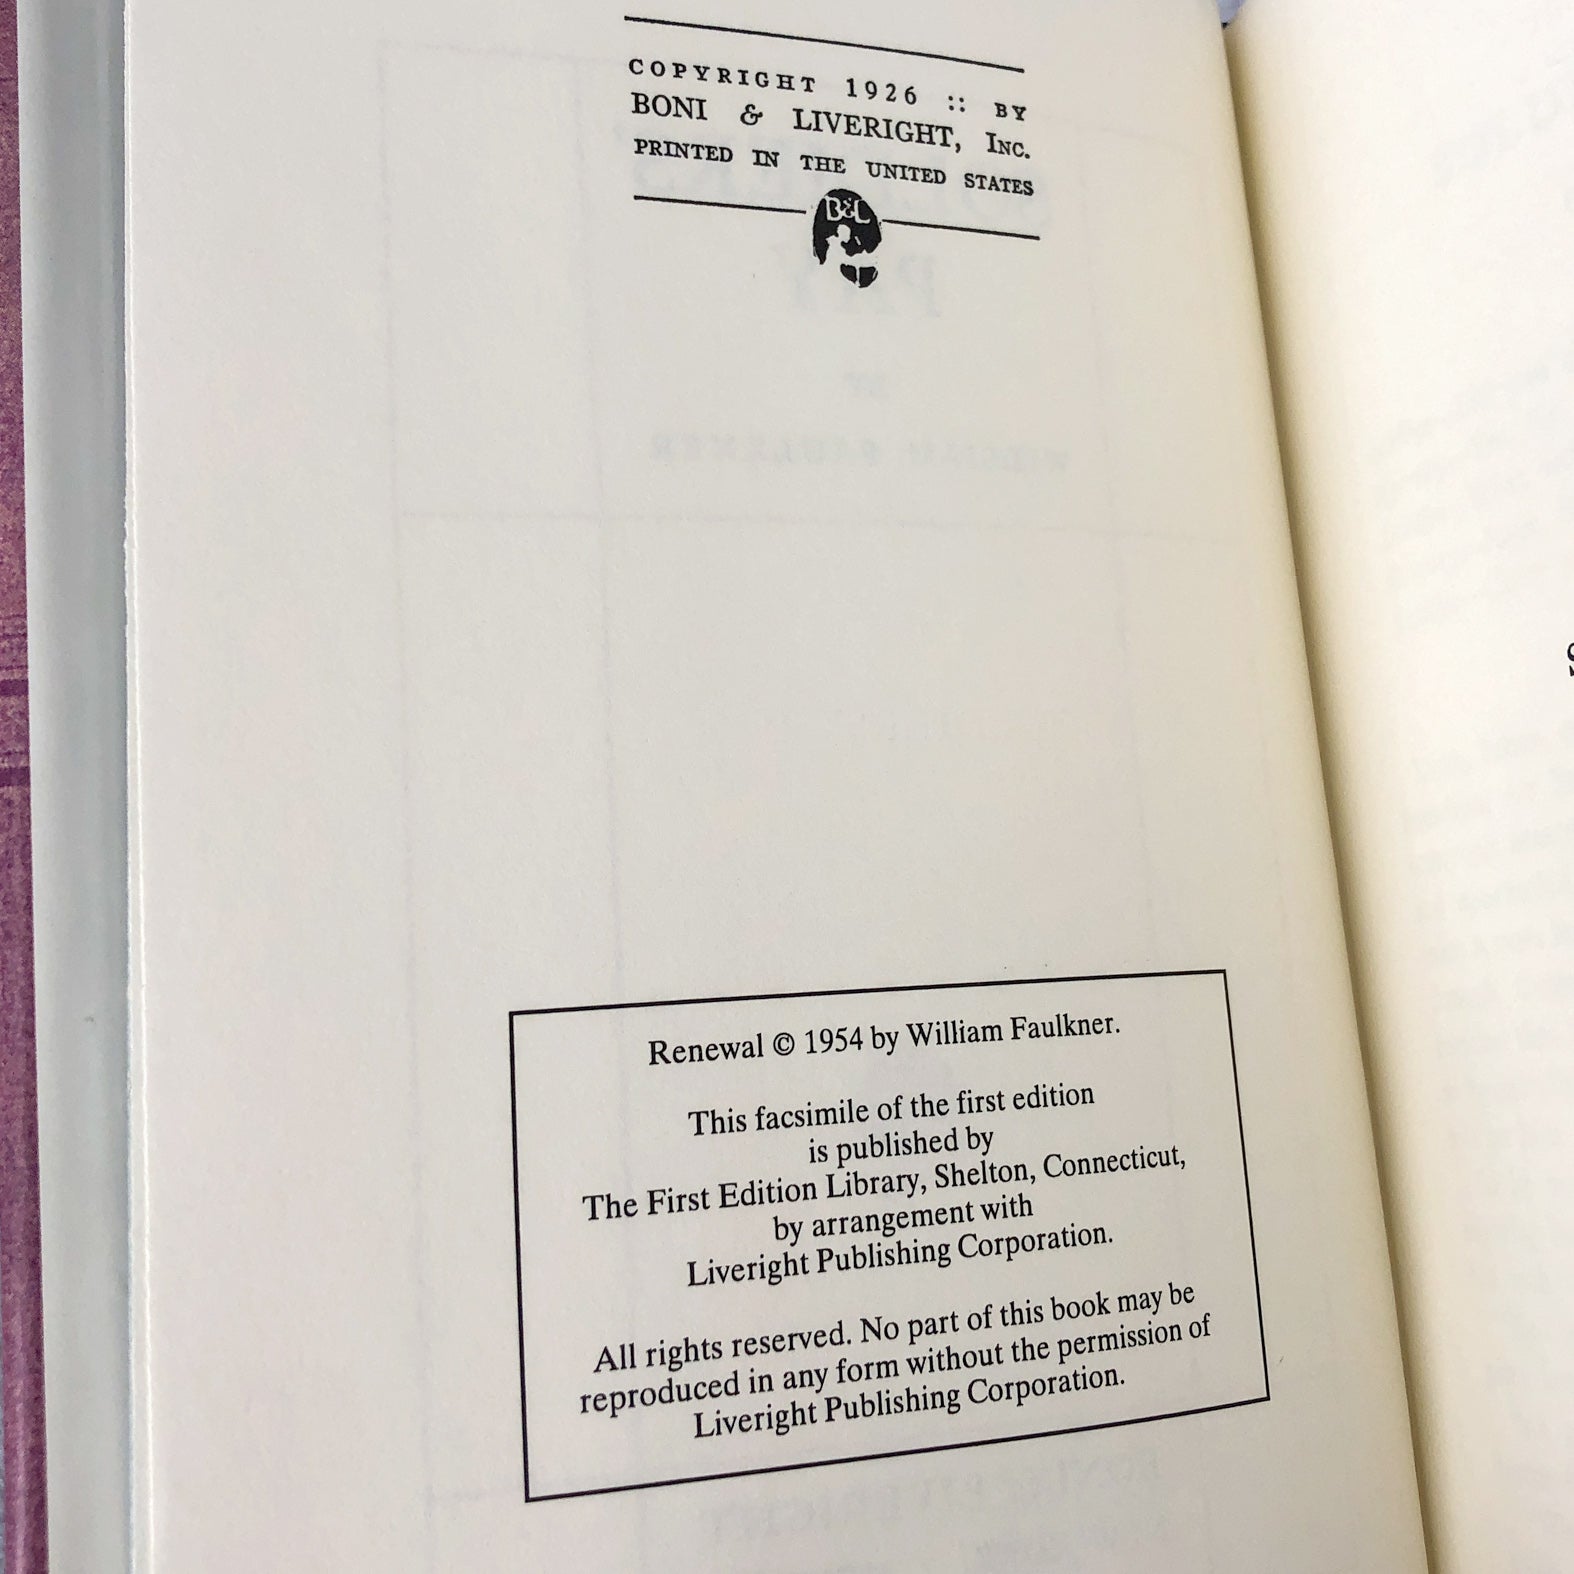 COPYRIGHT 1926 :: BY
BONI & LIVERIGHT, INC.
PRINTED IN THE UNITED STATES
B&L
Renewal © 1954 by William Faulkner.
This facsimile of the first edition
is published by
The First Edition Library, Shelton, Connecticut,
by arrangement with
Liveright Publishing Corporation.
All rights reserved. No part of this book may be
reproduced in any form without the permission of
Liveright Publishing Corporation.